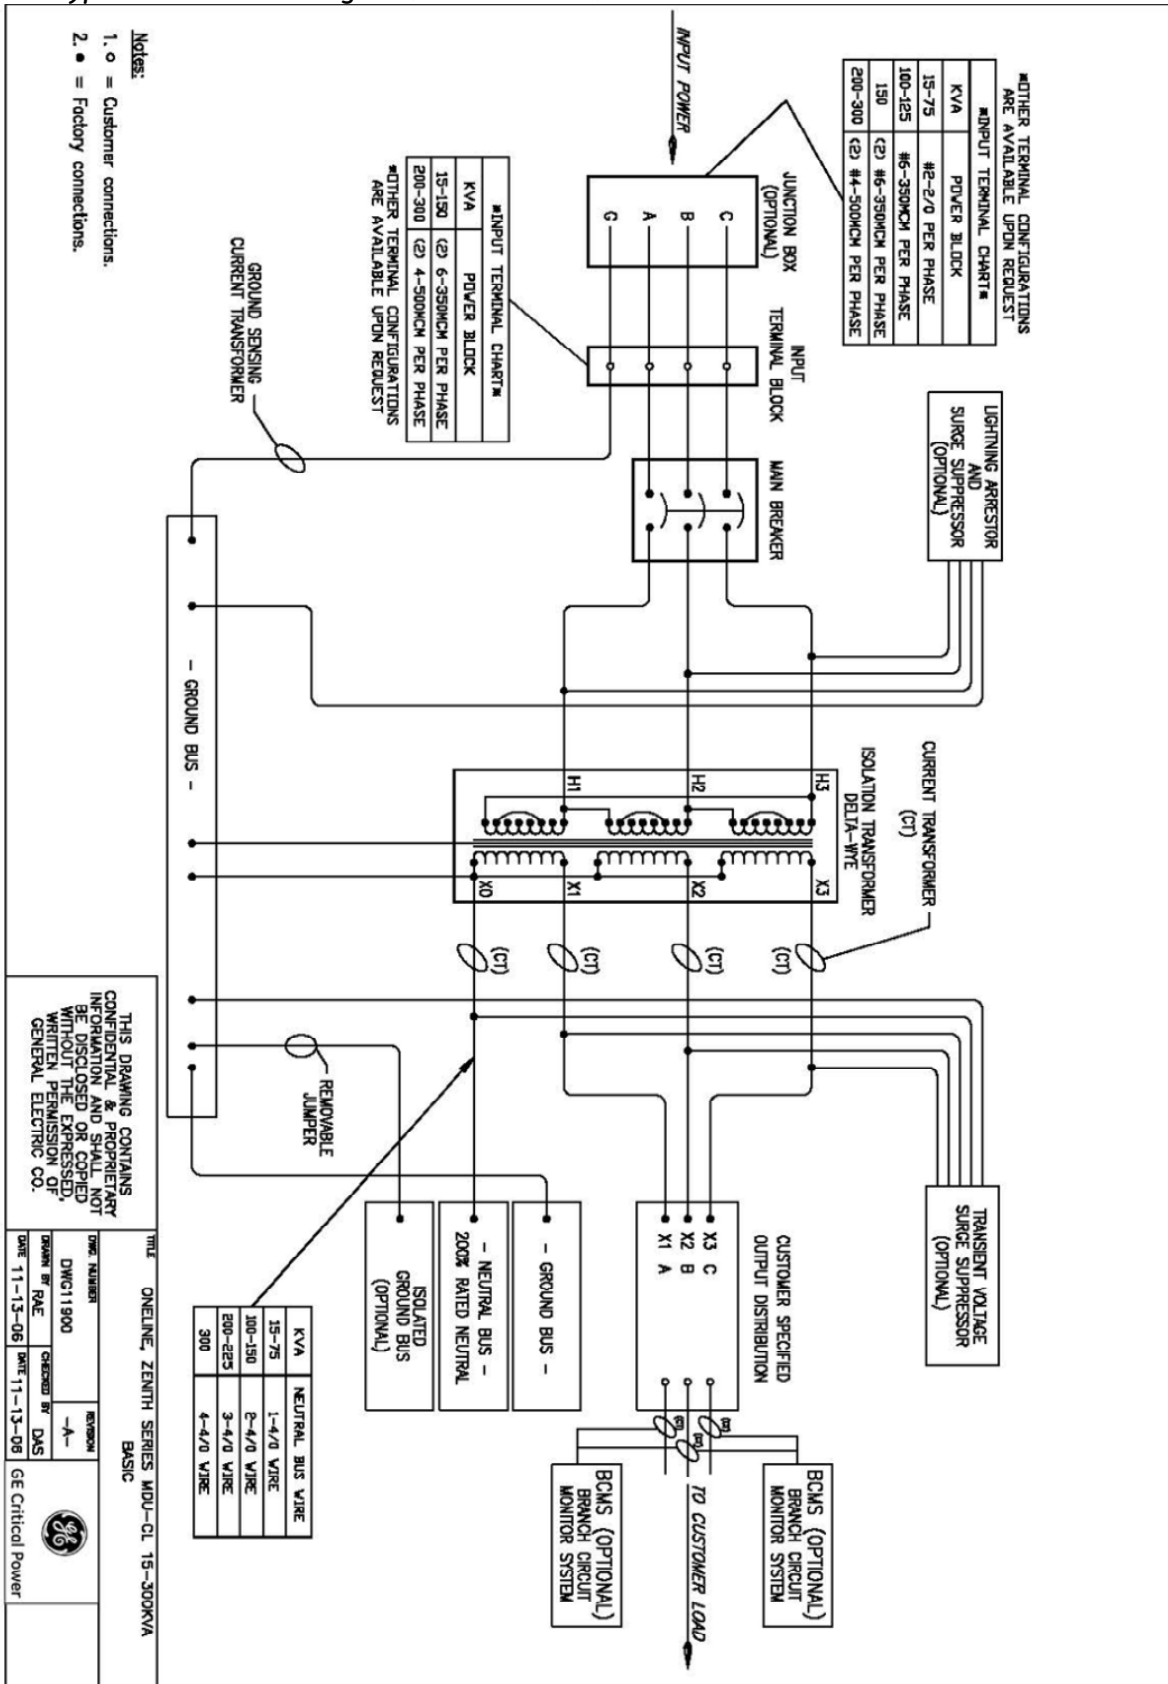 *OTHER TERMINAL CONFIGURATIONS
ARE AVAILABLE UPON REQUEST
*INPUT TERMINAL CHART*
KVA POWER BLOCK
15-75 #2-2/0 PER PHASE
100-125 #6-350MCM PER PHASE
150 (2) #6-350MCM PER PHASE
200-300 (2) #4-500MCM PER PHASE
INPUT POWER
JUNCTION BOX
(OPTIONAL)
C
B
A
G
INPUT
TERMINAL BLOCK
*INPUT TERMINAL CHART*
KVA POWER BLOCK
15-150 (2) 6-350MCM PER PHASE
200-300 (2) 4-500MCM PER PHASE
*OTHER TERMINAL CONFIGURATIONS
ARE AVAILABLE UPON REQUEST
MAIN BREAKER
LIGHTNING ARRESTOR
AND
SURGE SUPPRESSOR
(OPTIONAL)
GROUND SENSING
CURRENT TRANSFORMER
- GROUND BUS -
CURRENT TRANSFORMER
(CT)
ISOLATION TRANSFORMER
DELTA-WYE
H3
H2
H1
X3
X2
X1
X0
(CT)
(CT)
(CT)
(CT)
REMOVABLE
JUMPER
TRANSIENT VOLTAGE
SURGE SUPPRESSOR
(OPTIONAL)
CUSTOMER SPECIFIED
OUTPUT DISTRIBUTION
X3 C
X2 B
X1 A
- GROUND BUS -
- NEUTRAL BUS -
200% RATED NEUTRAL
ISOLATED
GROUND BUS
(OPTIONAL)
KVA NEUTRAL BUS WIRE
15-75 1-4/0 WIRE
100-150 2-4/0 WIRE
200-225 3-4/0 WIRE
300 4-4/0 WIRE
BCMS (OPTIONAL)
BRANCH CIRCUIT
MONITOR SYSTEM
TO CUSTOMER LOAD
BCMS (OPTIONAL)
BRANCH CIRCUIT
MONITOR SYSTEM
Notes:
1. ○ = Customer connections.
2. ● = Factory connections.
THIS DRAWING CONTAINS
CONFIDENTIAL & PROPRIETARY
INFORMATION AND SHALL NOT
BE DISCLOSED OR COPIED
WITHOUT THE EXPRESSED,
WRITTEN PERMISSION OF
GENERAL ELECTRIC CO.
TITLE
ONELINE, ZENITH SERIES MDU-CL 15-300KVA
BASIC
DWG. NUMBER
DWG11900
REVISION
-A-
DRAWN BY RAE
CHECKED BY DAS
DATE 11-13-06
DATE 11-13-06
GE
GE Critical Power